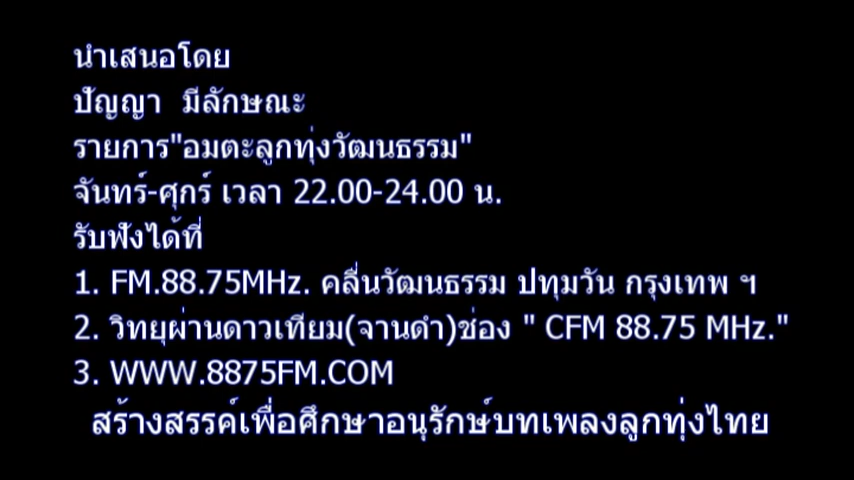 นำเสนอโดย
ปัญญา มีลักษณะ
รายการ"อมตะลูกทุ่งวัฒนธรรม"
จันทร์-ศุกร์ เวลา 22.00-24.00 น.
รับฟังได้ที่
1. FM.88.75MHz. คลื่นวัฒนธรรม ปทุมวัน กรุงเทพ ฯ
2. วิทยุผ่านดาวเทียม(จานดำ)ช่อง " CFM 88.75 MHz."
3. WWW.8875FM.COM
สร้างสรรค์เพื่อศึกษาอนุรักษ์บทเพลงลูกทุ่งไทย